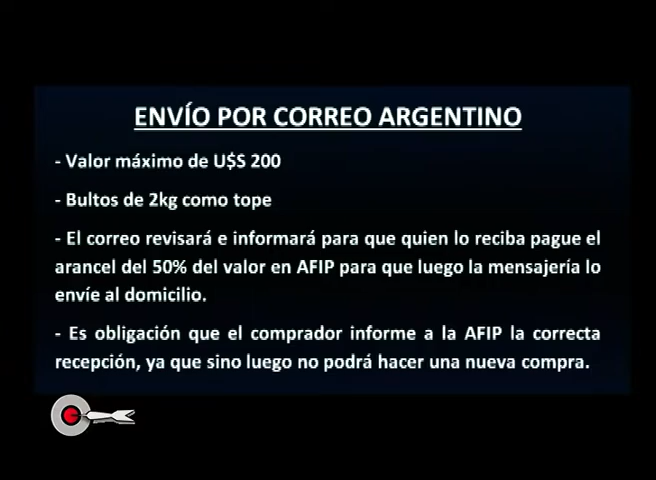 ENVÍO POR CORREO ARGENTINO
- Valor máximo de U$S 200
- Bultos de 2kg como tope
- El correo revisará e informará para que quien lo reciba pague el
arancel del 50% del valor en AFIP para que luego la mensajería lo
envíe al domicilio.
- Es obligación que el comprador informe a la AFIP la correcta
recepción, ya que sino luego no podrá hacer una nueva compra.